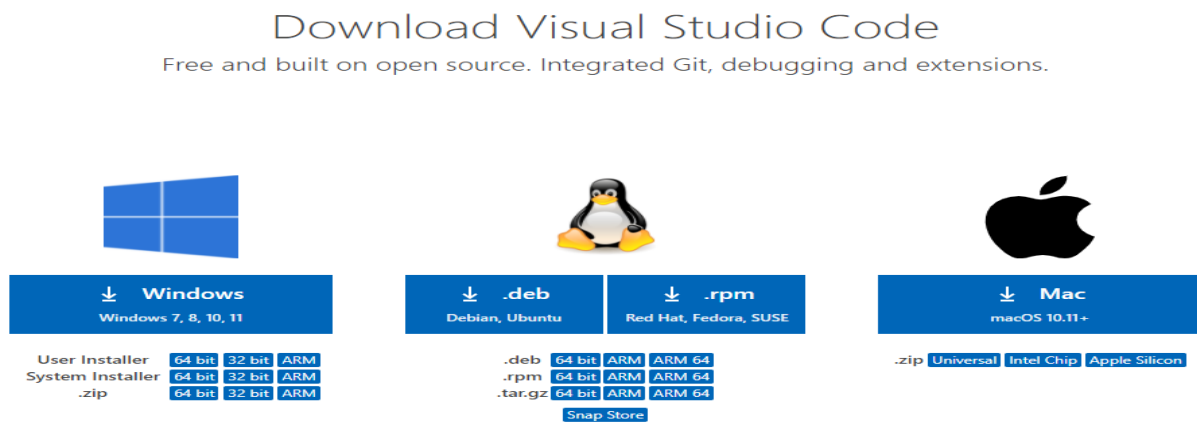 Download Visual Studio Code
Free and built on open source. Integrated Git, debugging and extensions.
Windows
Windows 7, 8, 10, 11
User Installer 64 bit 32 bit ARM
System Installer 64 bit 32 bit ARM
.zip 64 bit 32 bit ARM
.deb
Debian, Ubuntu
.rpm
Red Hat, Fedora, SUSE
.deb 64 bit ARM ARM 64
.rpm 64 bit ARM ARM 64
.tar.gz 64 bit ARM ARM 64
Snap Store
Mac
macOS 10.11+
.zip Universal Intel Chip Apple Silicon